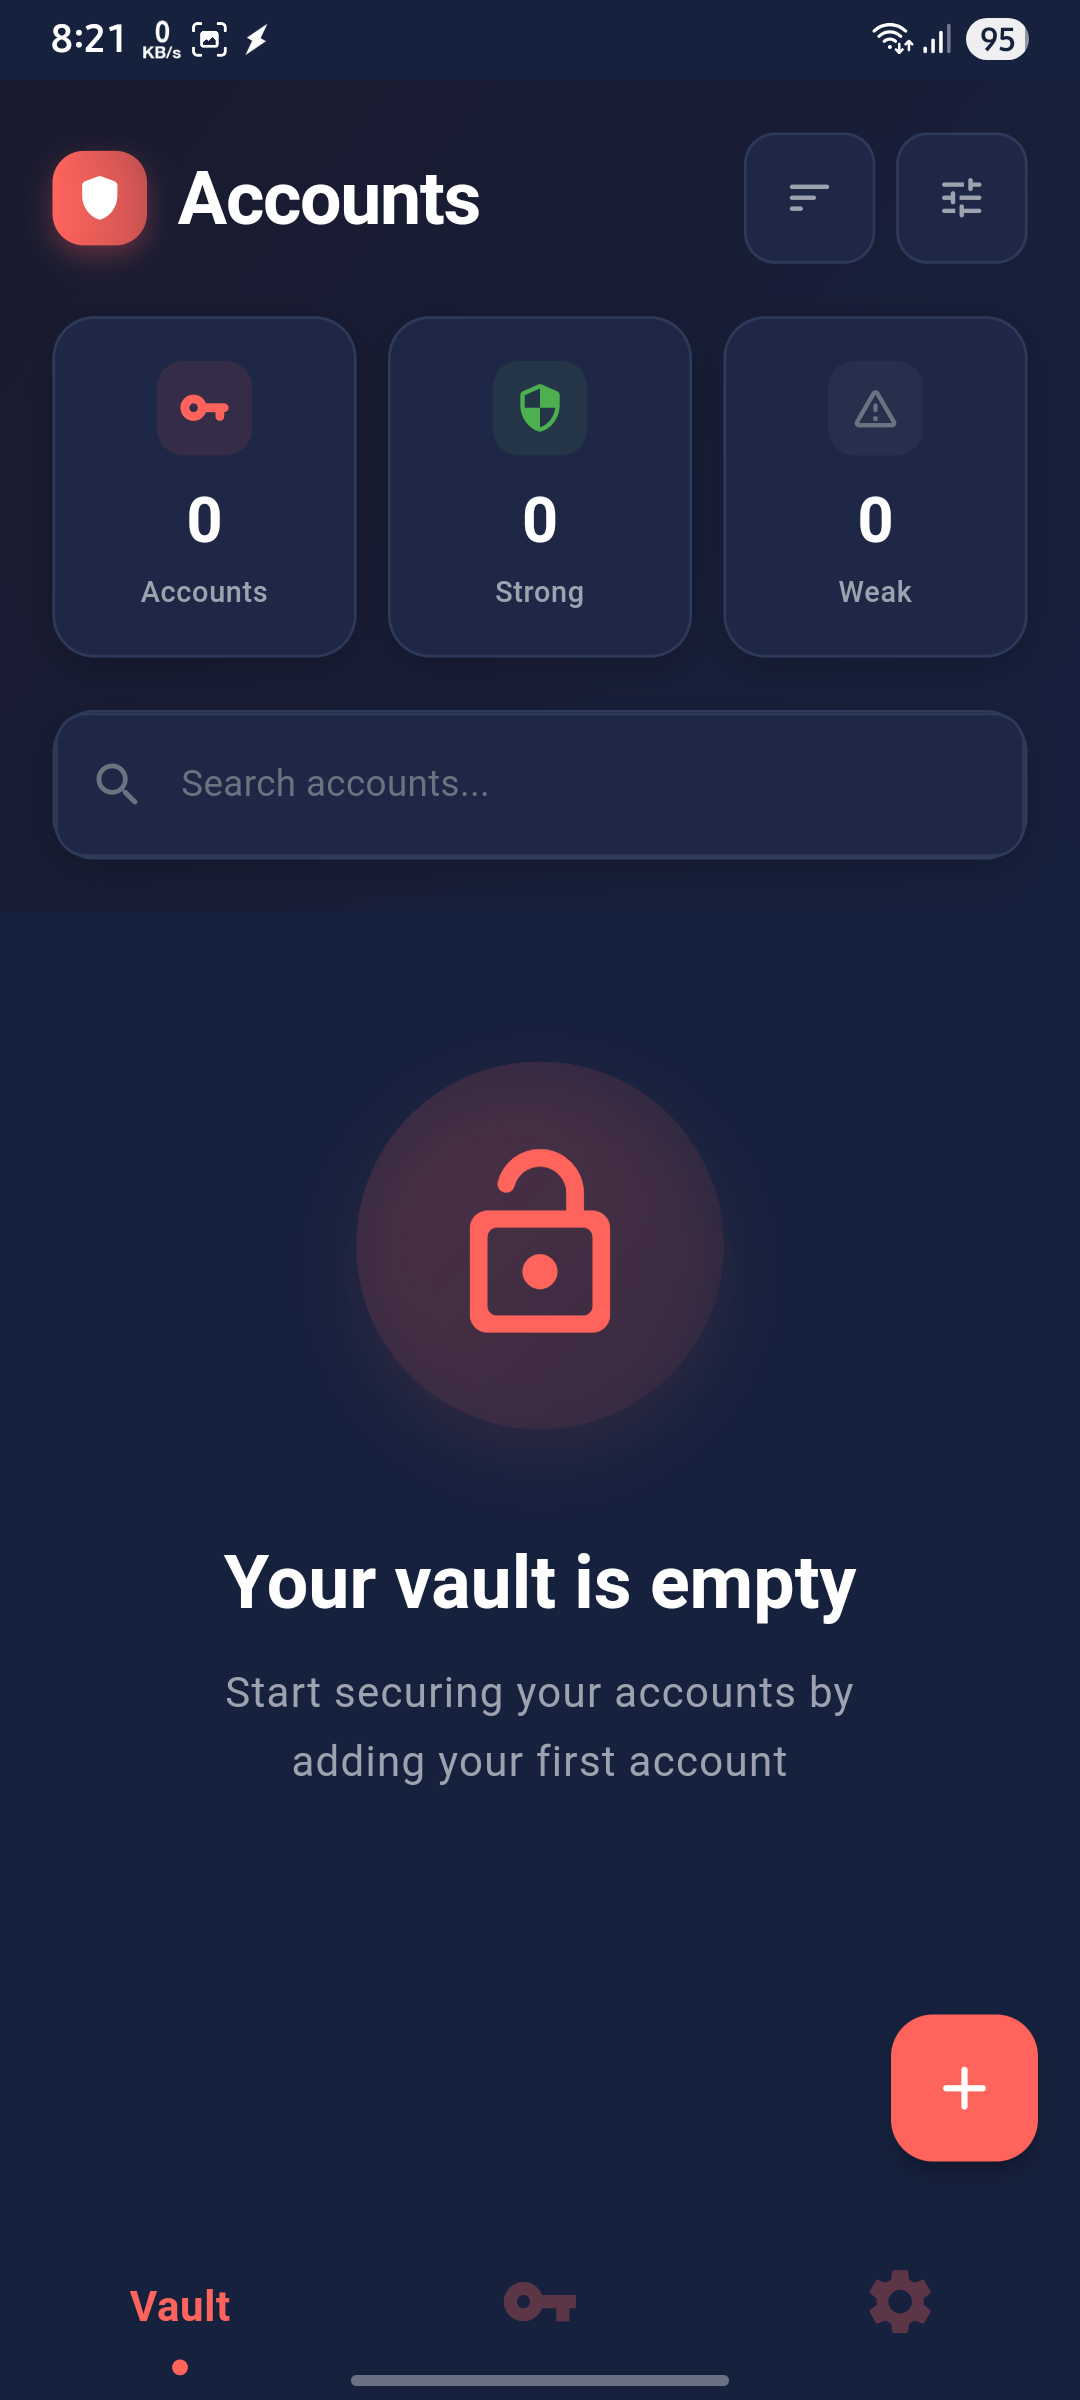 8:21 0 KB/s 95
Accounts
0 0 0
Accounts Strong Weak
Search accounts...
Your vault is empty
Start securing your accounts by
adding your first account
Vault